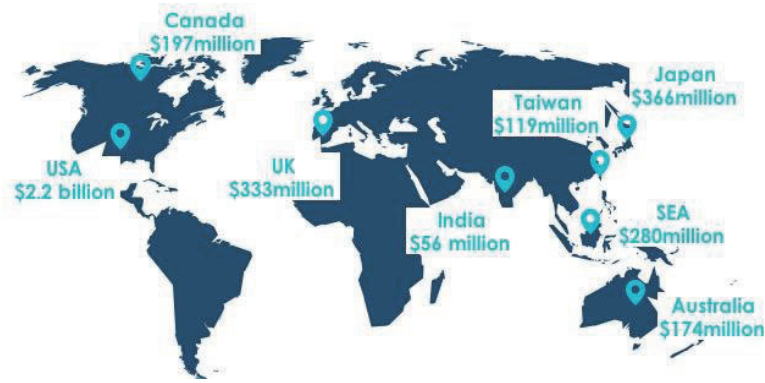 Canada
$197million
Japan
$366million
Taiwan
$119million
USA
$2.2 billion
UK
$333million
India
$56 million
SEA
$280million
Australia
$174million